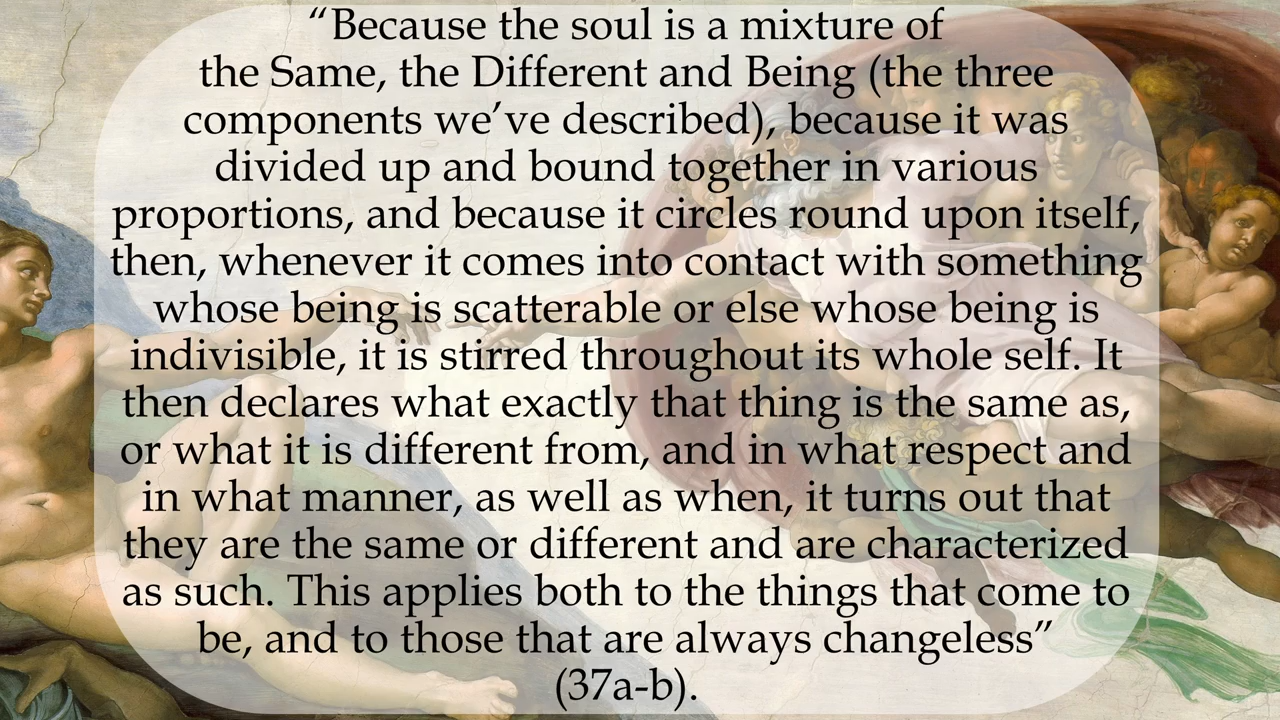 “Because the soul is a mixture of
the Same, the Different and Being (the three
components we’ve described), because it was
divided up and bound together in various
proportions, and because it circles round upon itself,
then, whenever it comes into contact with something
whose being is scatterable or else whose being is
indivisible, it is stirred throughout its whole self. It
then declares what exactly that thing is the same as,
or what it is different from, and in what respect and
in what manner, as well as when, it turns out that
they are the same or different and are characterized
as such. This applies both to the things that come to
be, and to those that are always changeless”
(37a-b).